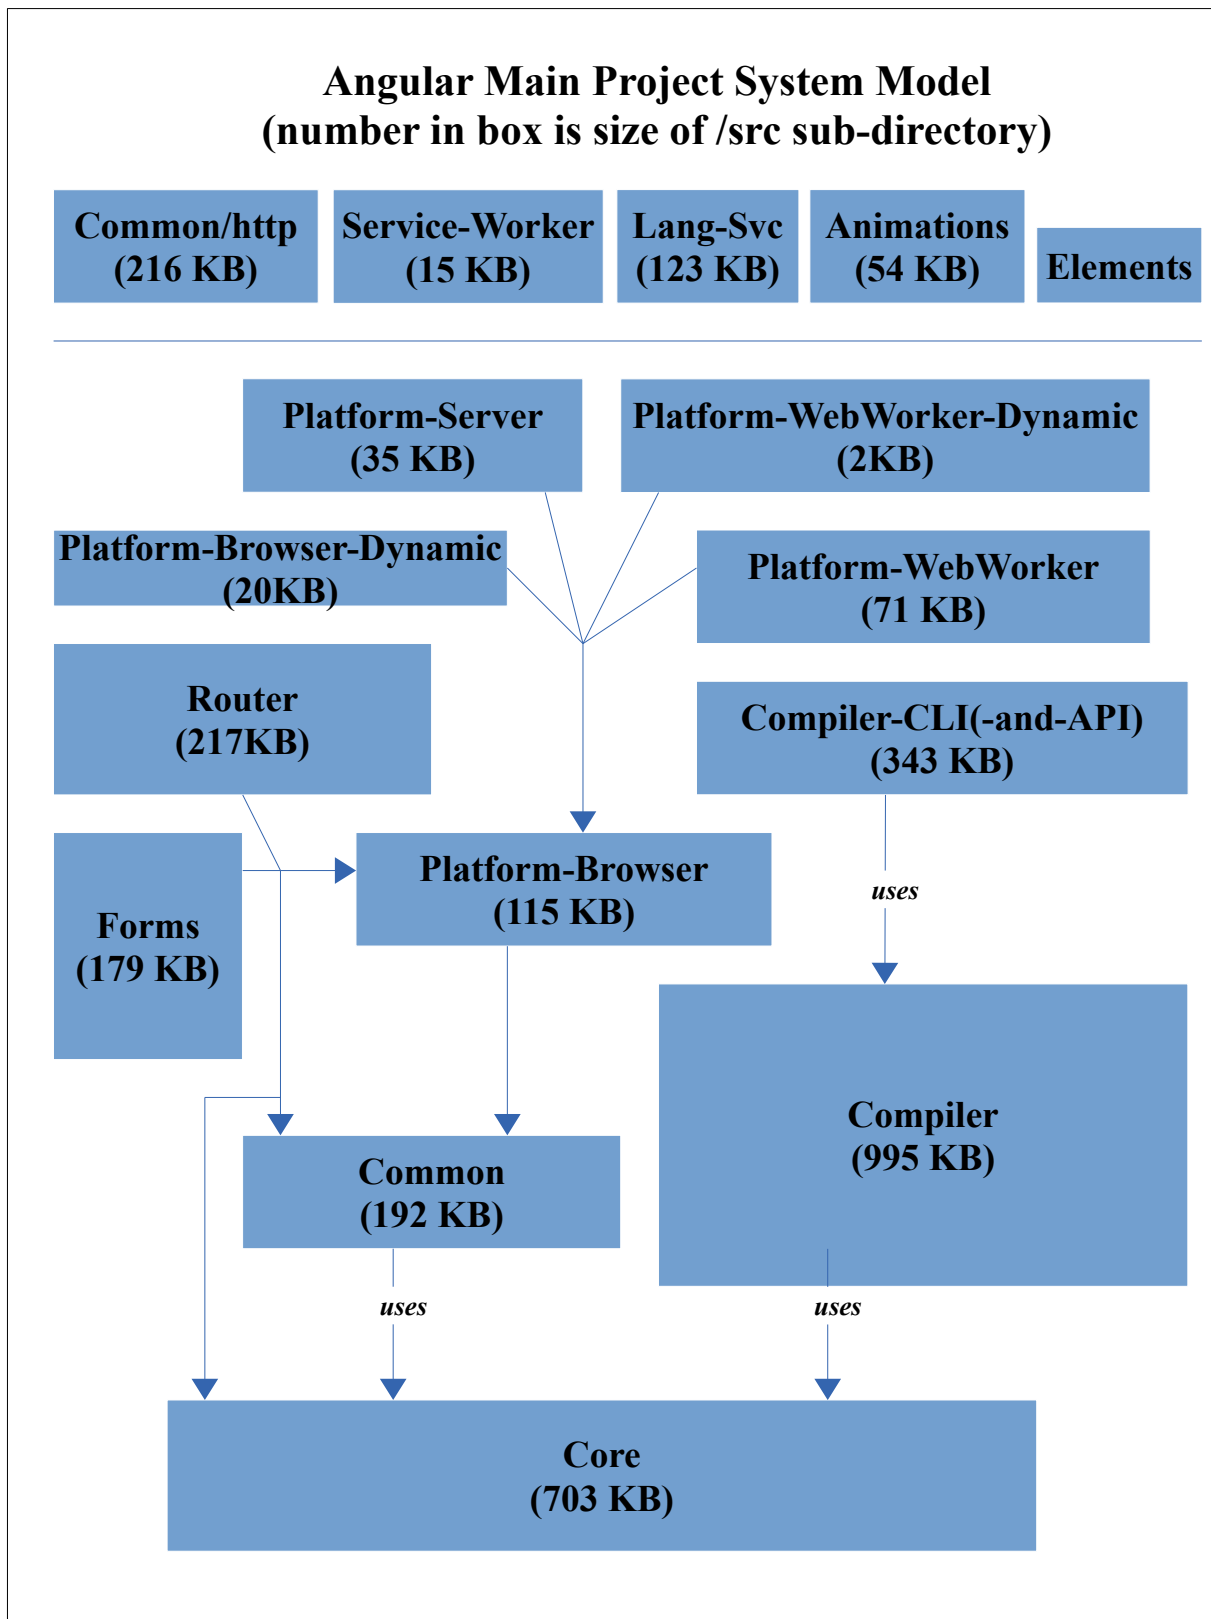 Angular Main Project System Model
(number in box is size of /src sub-directory)
Common/http
(216 KB)
Service-Worker
(15 KB)
Lang-Svc
(123 KB)
Animations
(54 KB)
Elements
Platform-Server
(35 KB)
Platform-WebWorker-Dynamic
(2KB)
Platform-Browser-Dynamic
(20KB)
Platform-WebWorker
(71 KB)
Router
(217KB)
Compiler-CLI(-and-API)
(343 KB)
Platform-Browser
(115 KB)
uses
Forms
(179 KB)
Compiler
(995 KB)
Common
(192 KB)
uses
uses
Core
(703 KB)